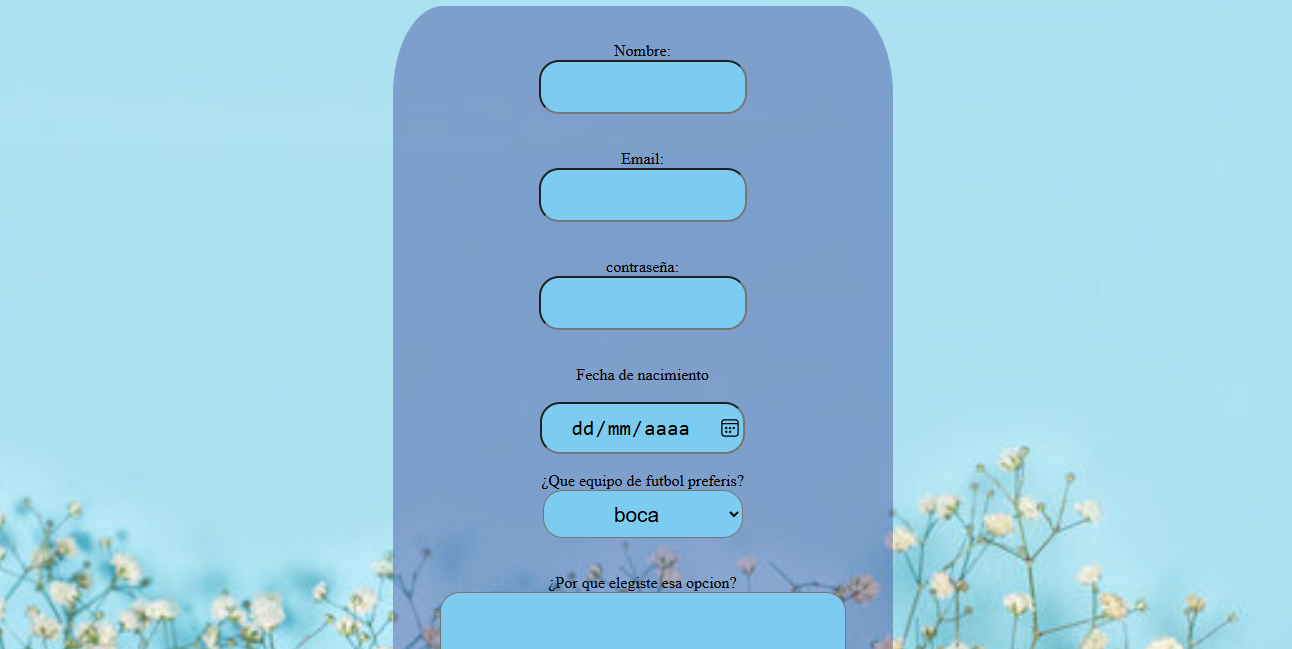 Nombre:
Email:
contraseña:
Fecha de nacimiento
dd/mm/aaaa
¿Que equipo de futbol preferis?
boca
¿Por que elegiste esa opcion?